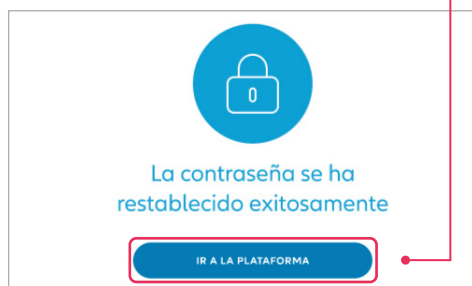 La contraseña se ha
restablecido exitosamente
IR A LA PLATAFORMA